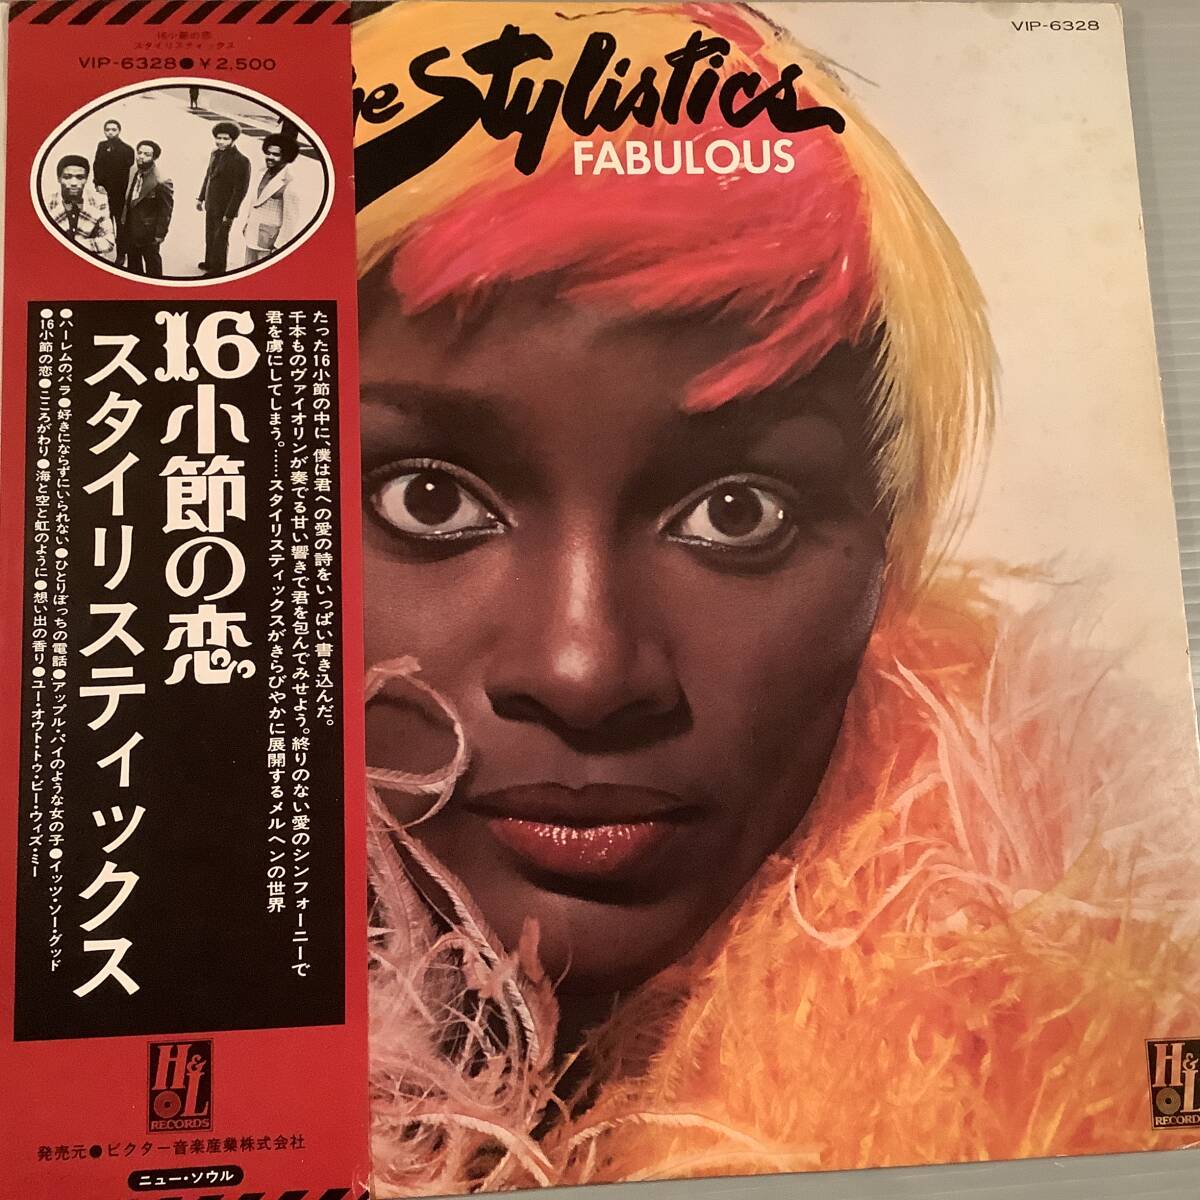 16小節の恋
スタイリスティックス
VIP-6328●¥2,500
16小節の恋
スタイリスティックス
たった16小節の中に、僕は君への愛の詩をいっぱい書き込んだ。
千本ものヴァイオリンが奏でる甘い響きで君を包んでみせよう。終りのない愛のシンフォーニーで
君を虜にしてしまう。……スタイリスティックスがきらびやかに展開するメルヘンの世界
●ハーレムのバラ●好きにならずにいられない●ひとりぼっちの電話●アップル・パイのような女の子●イッツ・ソー・グッド
●16小節の恋●こころがわり●海と空と虹のように●想い出の香り●ユー・オウト・トゥ・ビー・ウィズ・ミー
H&L
RECORDS
発売元●ビクター音楽産業株式会社
ニュー・ソウル
VIP-6328
he Stylistics
FABULOUS
H&L
RECORDS